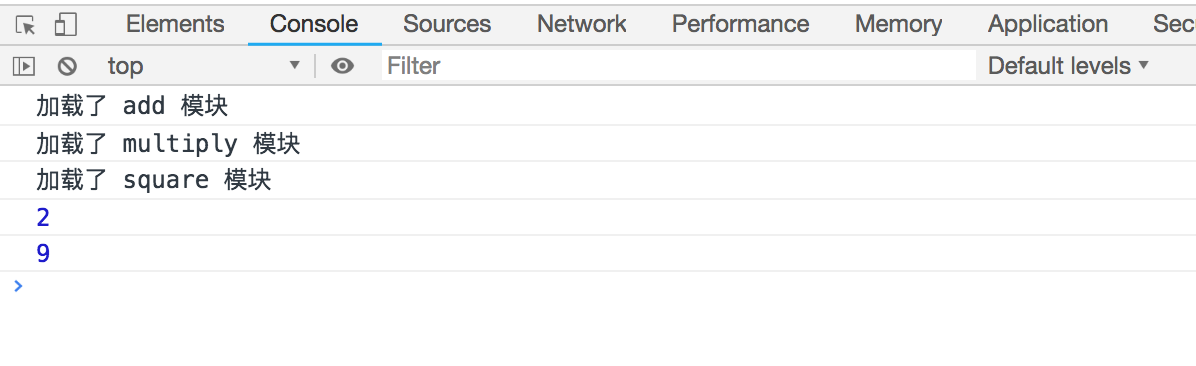 Elements Console Sources Network Performance Memory Application Sec
top ▼ Filter Default levels ▼
加载了 add 模块
加载了 multiply 模块
加载了 square 模块
2
9
>